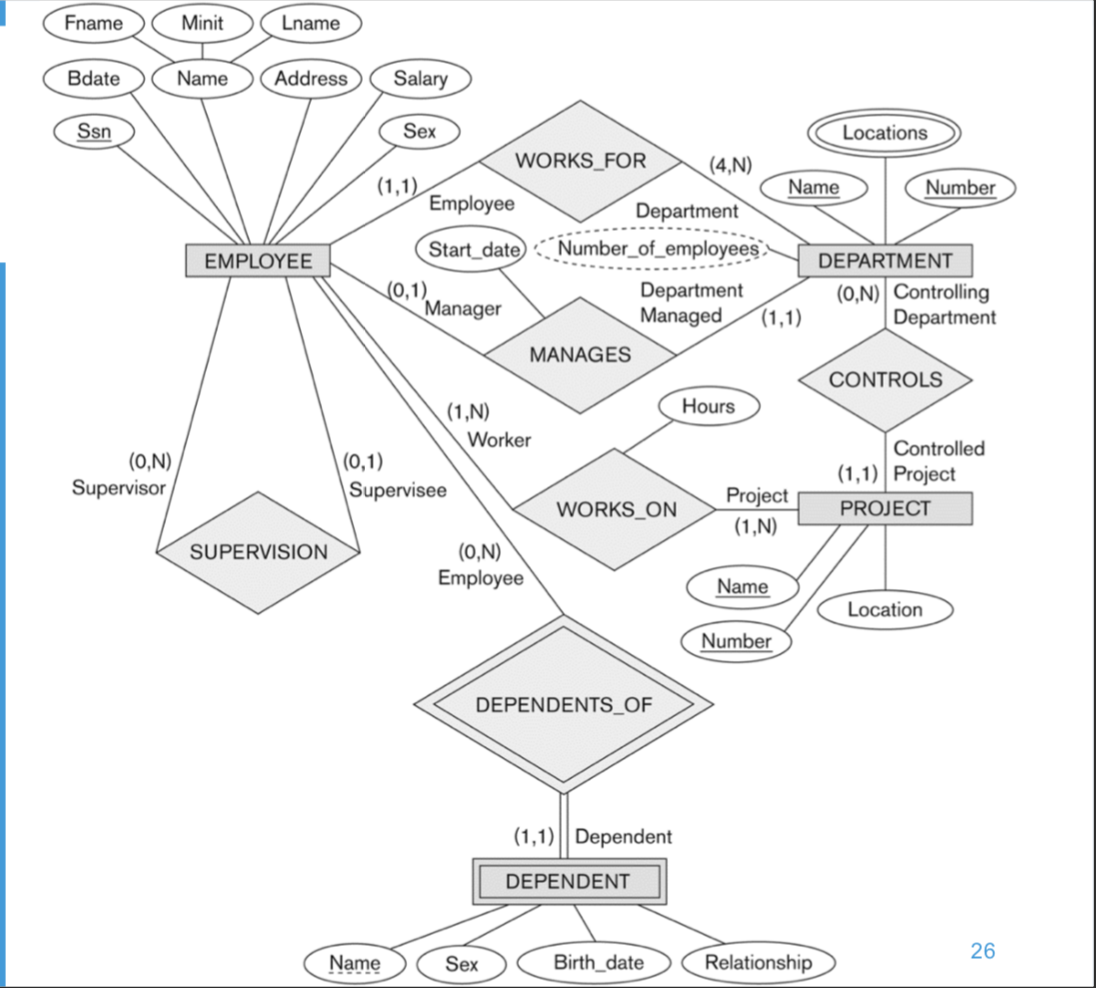 Fname
Minit
Lname
Bdate
Name
Address
Salary
Ssn
Sex
WORKS_FOR
(1,1)
Employee
(4,N)
Department
Locations
Name
Number
Start_date
Number_of_employees
EMPLOYEE
DEPARTMENT
(0,1)
Manager
Department
Managed
(1,1)
MANAGES
(0,N)
Controlling
Department
CONTROLS
Hours
(1,N)
Worker
Controlled
Project
(1,1)
(0,N)
Supervisor
(0,1)
Supervisee
WORKS_ON
Project
(1,N)
PROJECT
SUPERVISION
(0,N)
Employee
Name
Number
Location
DEPENDENTS_OF
(1,1)
Dependent
DEPENDENT
Name
Sex
Birth_date
Relationship
26